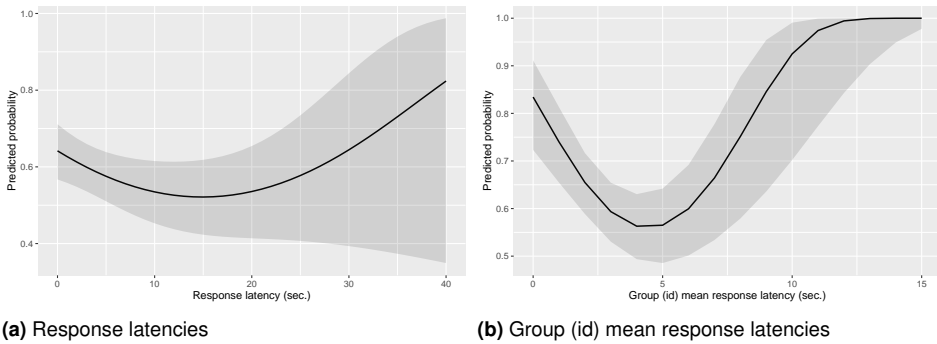 1.0
0.8
0.6
0.4
Predicted probability
0 10 20 30 40
Response latency (sec.)
(a) Response latencies
1.0
0.9
0.8
0.7
0.6
0.5
Predicted probability
0 5 10 15
Group (id) mean response latency (sec.)
(b) Group (id) mean response latencies